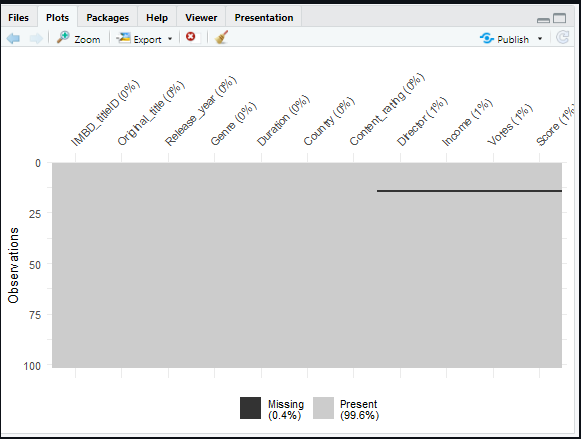 Files Plots Packages Help Viewer Presentation
Zoom Export Publish
IMBD_titleID (0%) Original_title (0%) Release_year (0%) Genre (0%) Duration (0%) Country (0%) Content_rating (0%) Director (1%) Income (1%) Votes (1%) Score (1%
0
25
50
75
100
Observations
Missing Present
(0.4%) (99.6%)